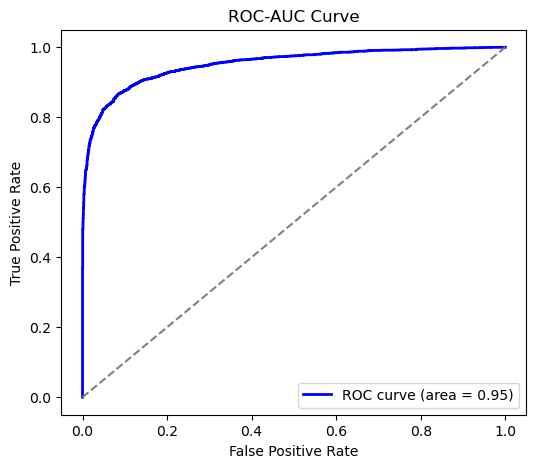 ROC-AUC Curve
True Positive Rate
1.0
0.8
0.6
0.4
0.2
0.0
ROC curve (area = 0.95)
0.0 0.2 0.4 0.6 0.8 1.0
False Positive Rate